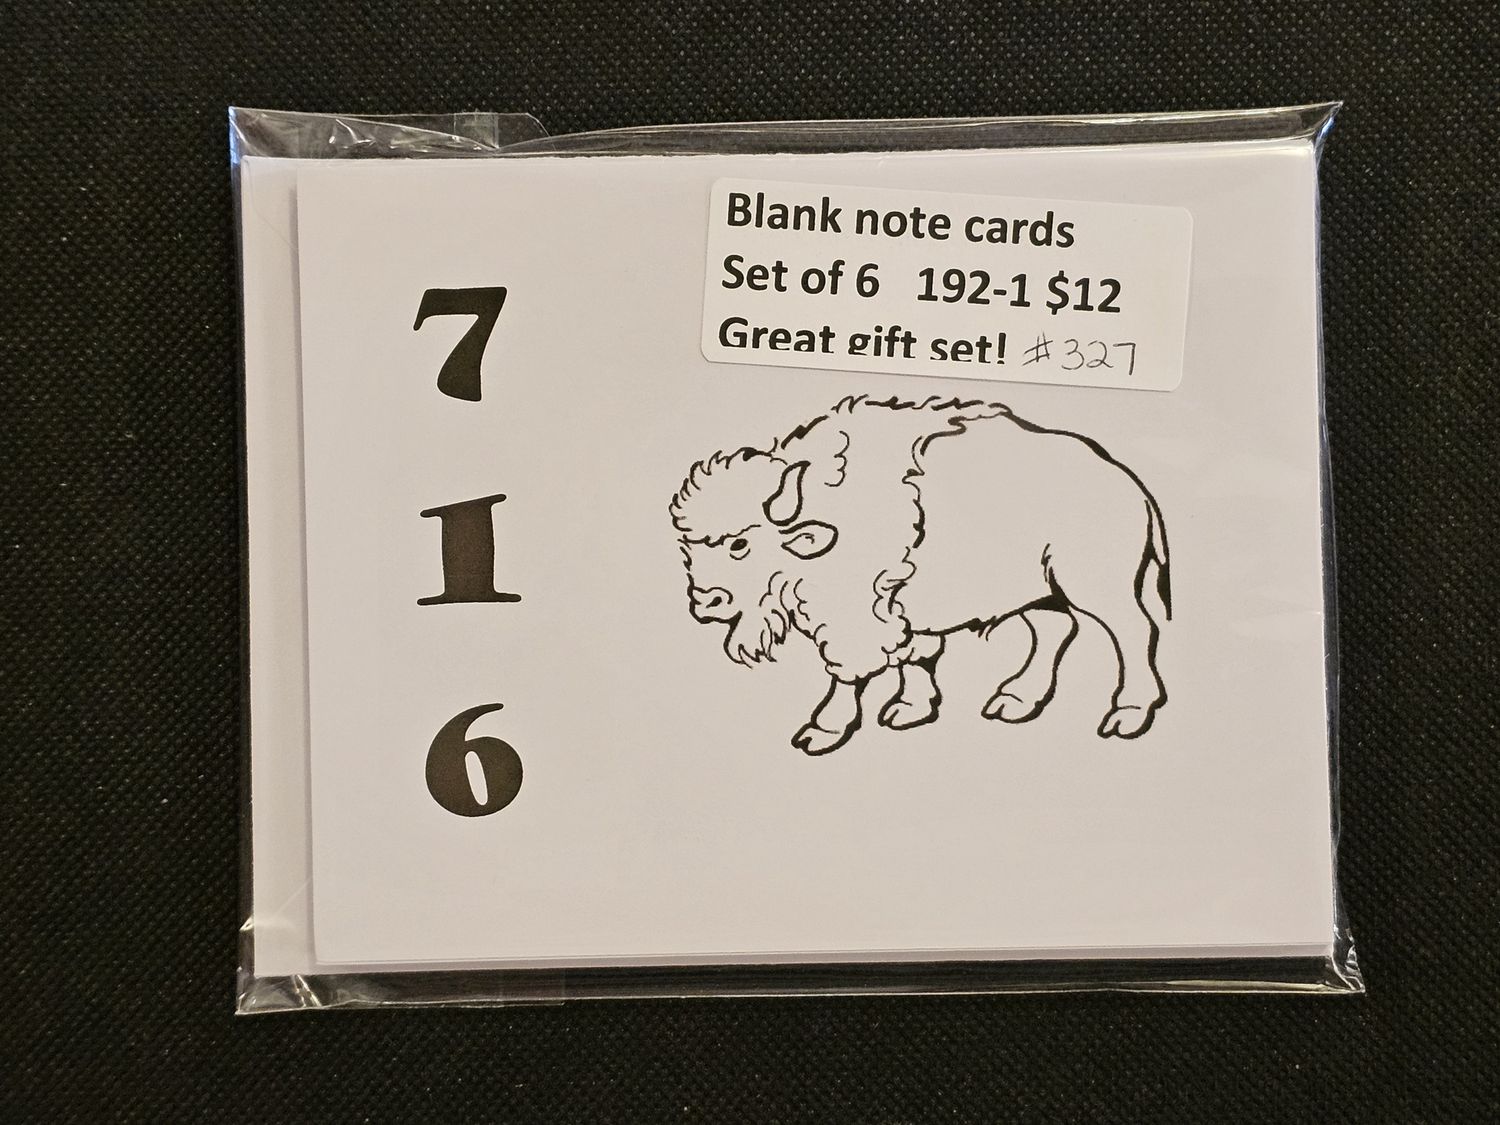 Blank note cards
Set of 6 192-1 $12
Great gift set! #327
7
1
6